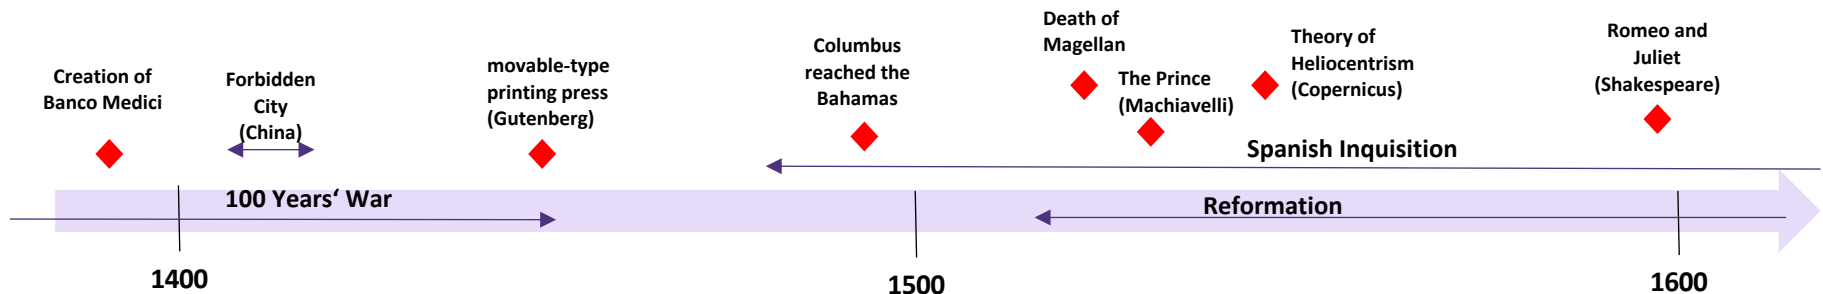 Creation of
Banco Medici
Forbidden
City
(China)
movable-type
printing press
(Gutenberg)
Columbus
reached the
Bahamas
Death of
Magellan
The Prince
(Machiavelli)
Theory of
Heliocentrism
(Copernicus)
Romeo and
Juliet
(Shakespeare)
Spanish Inquisition
100 Years‘ War
Reformation
1400
1500
1600